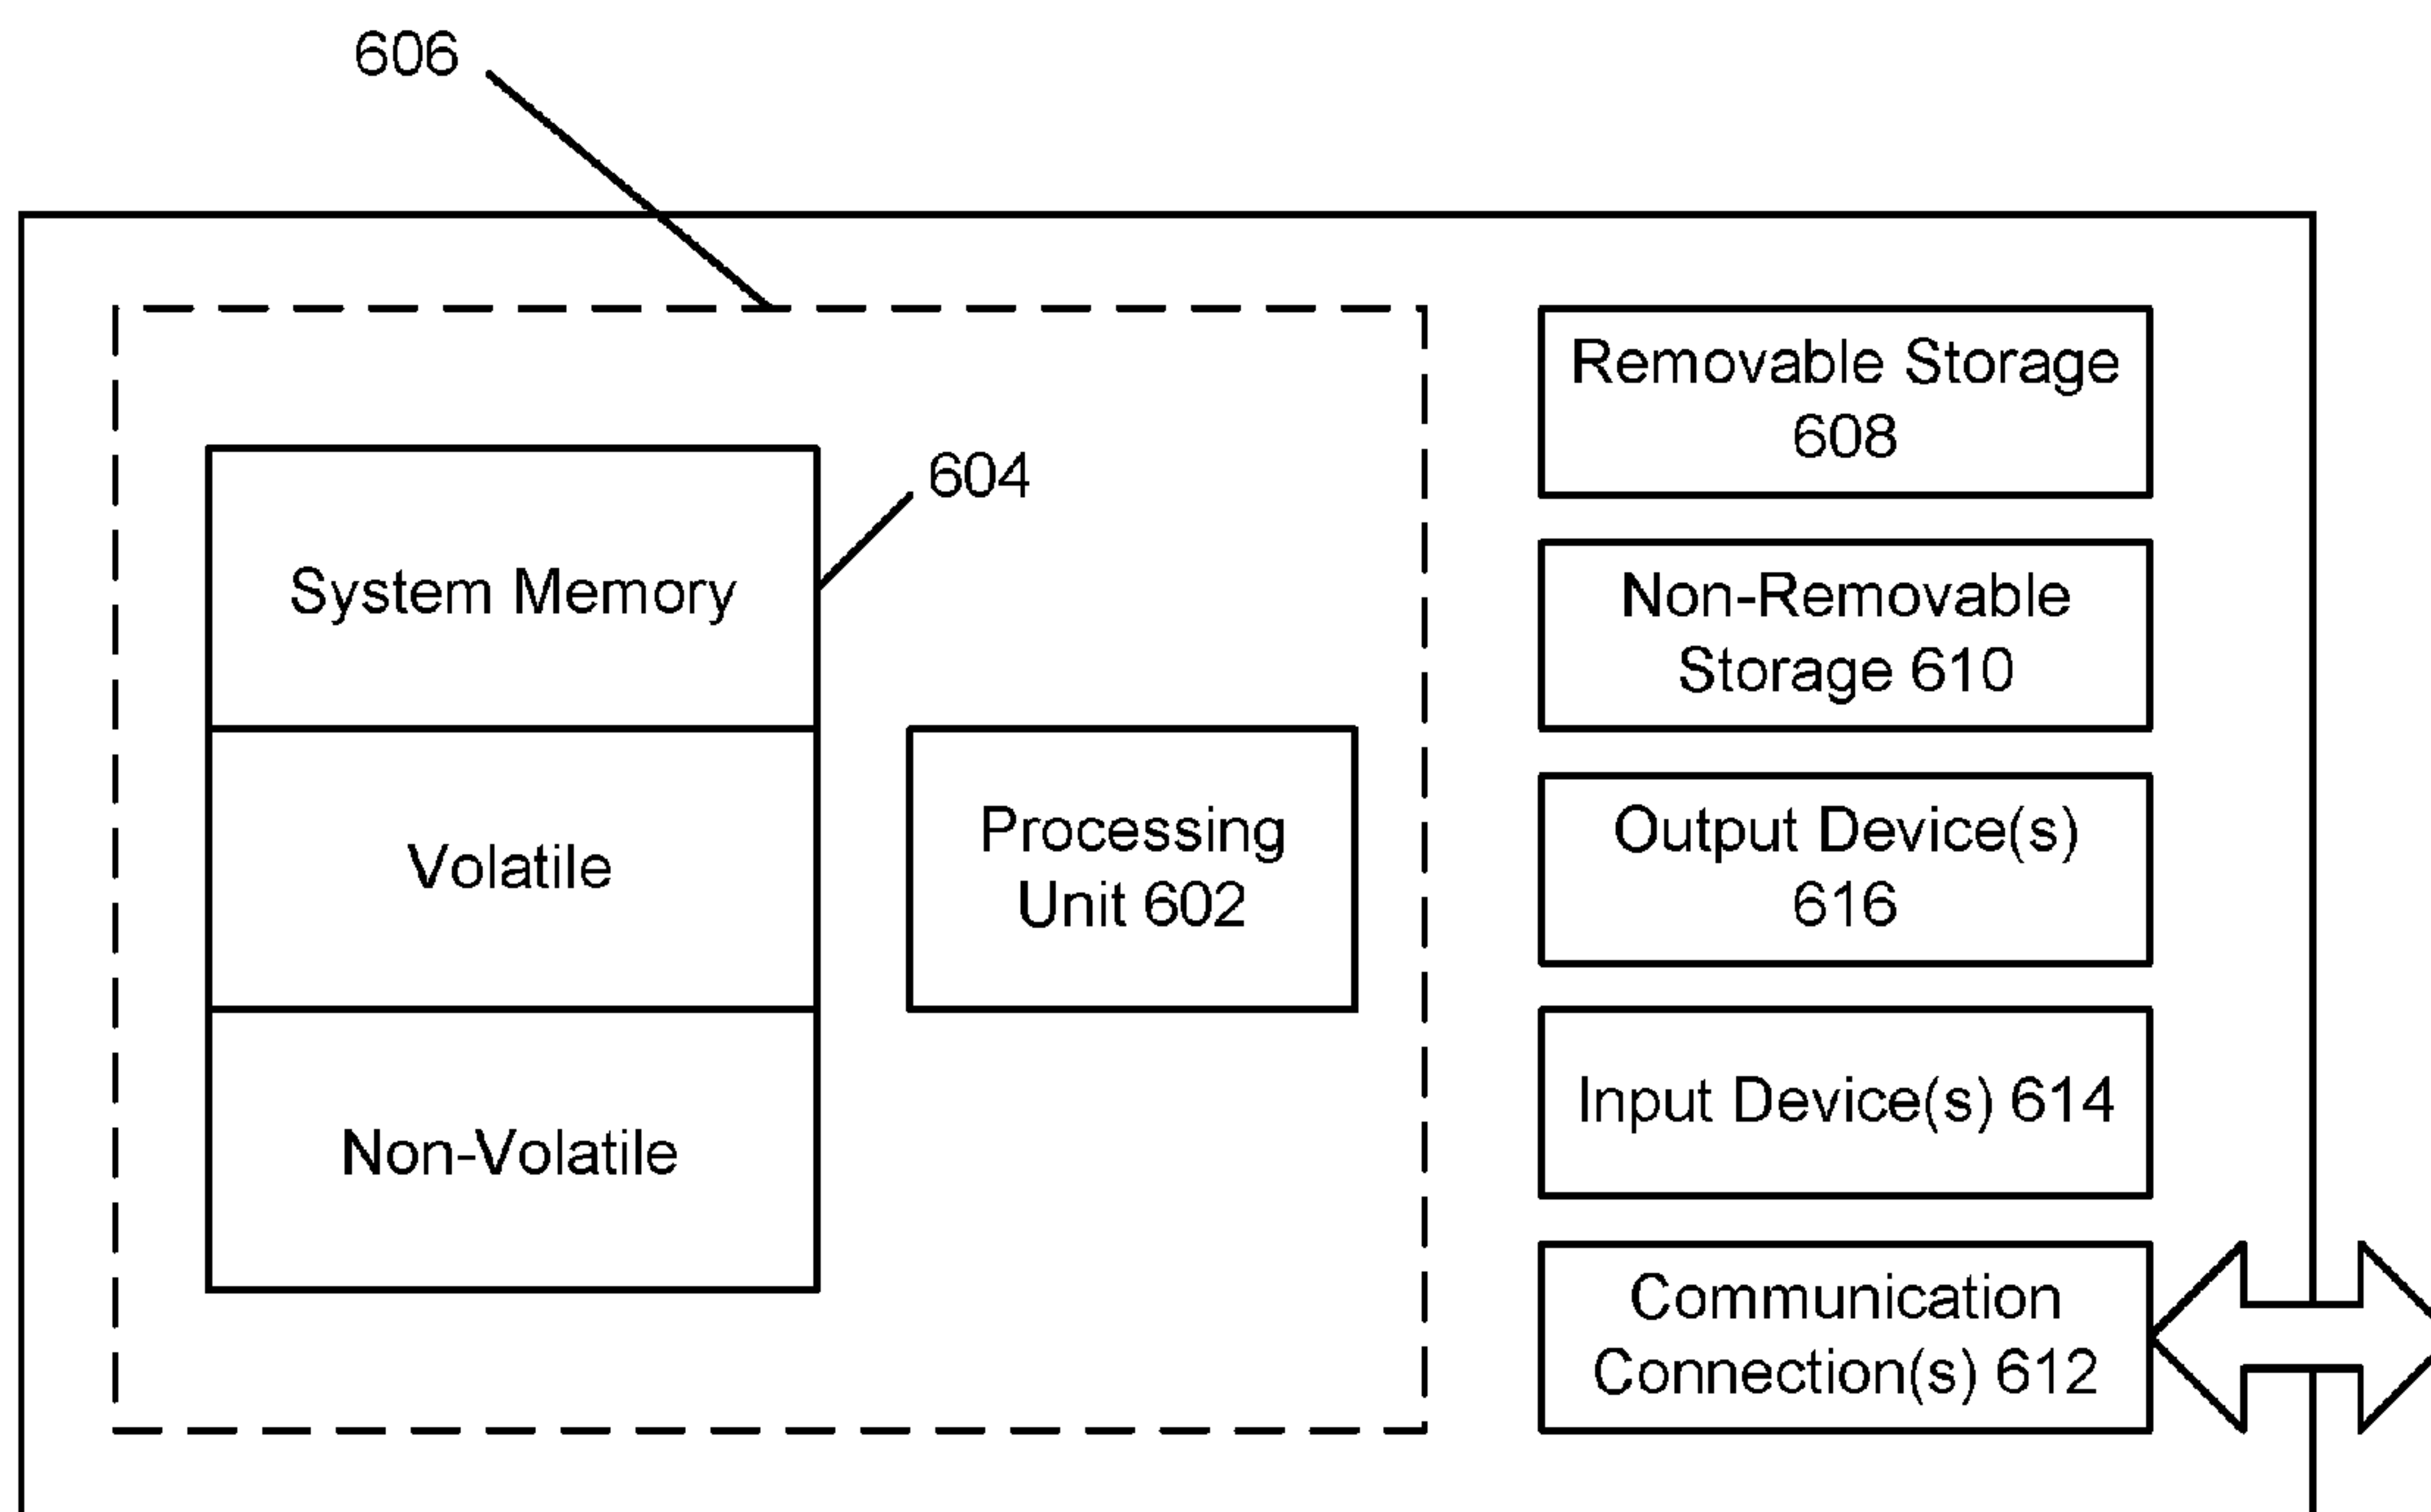 606
604
System Memory
Volatile
Non-Volatile
Processing
Unit 602
Removable Storage
608
Non-Removable
Storage 610
Output Device(s)
616
Input Device(s) 614
Communication
Connection(s) 612